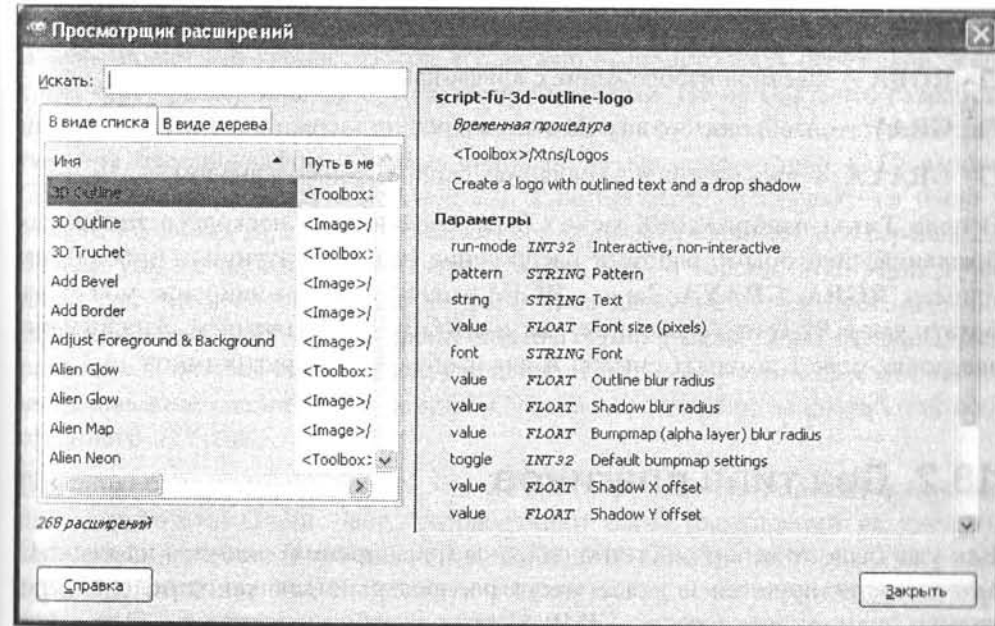 Просмотрщик расширений
Искать:
В виде списка В виде дерева
Имя Путь в ме
3D Outline <Toolbox:
3D Outline <Image>/
3D Truchet <Toolbox:
Add Bevel <Image>/
Add Border <Image>/
Adjust Foreground & Background <Image>/
Alien Glow <Toolbox:
Alien Glow <Image>/
Alien Map <Image>/
Alien Neon <Toolbox:
268 расширений
script-fu-3d-outline-logo
Временная процедура
<Toolbox>/Xtns/Logos
Create a logo with outlined text and a drop shadow
Параметры
run-mode INT32 Interactive, non-interactive
pattern STRING Pattern
string STRING Text
value FLOAT Font size (pixels)
font STRING Font
value FLOAT Outline blur radius
value FLOAT Shadow blur radius
value FLOAT Bumpmap (alpha layer) blur radius
toggle INT32 Default bumpmap settings
value FLOAT Shadow X offset
value FLOAT Shadow Y offset
Справка Закрыть